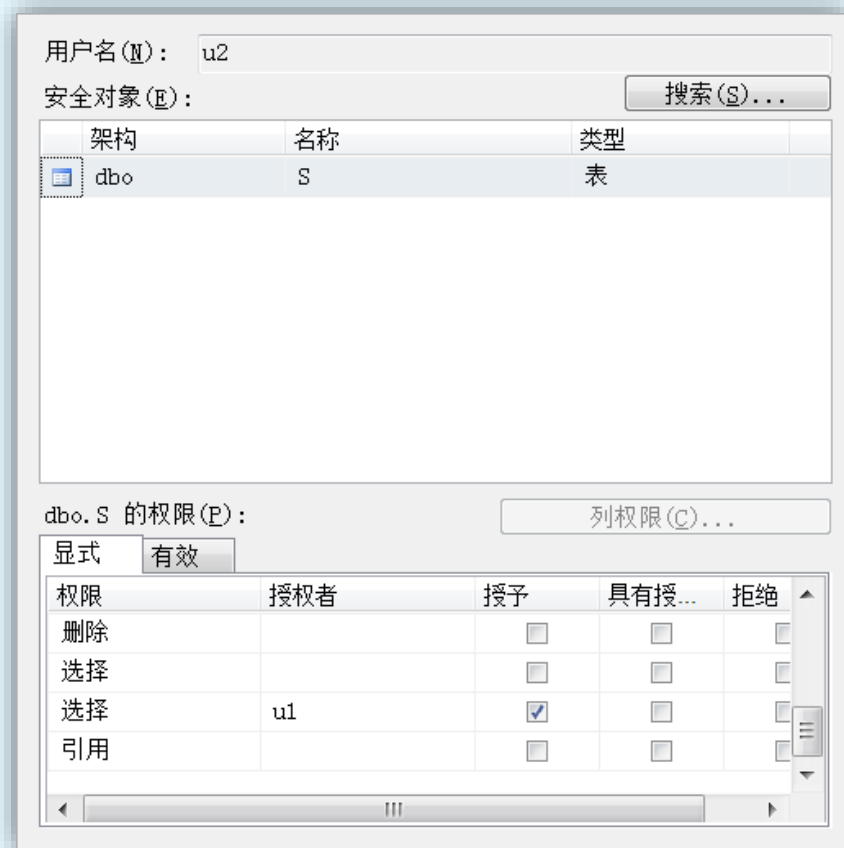 用户名(N): u2
安全对象(E):
搜索(S)...
架构 名称 类型
dbo S 表
dbo.S 的权限(P):
列权限(C)...
显式 有效
权限 授权者 授予 具有授... 拒绝
删除
选择
选择 u1
引用